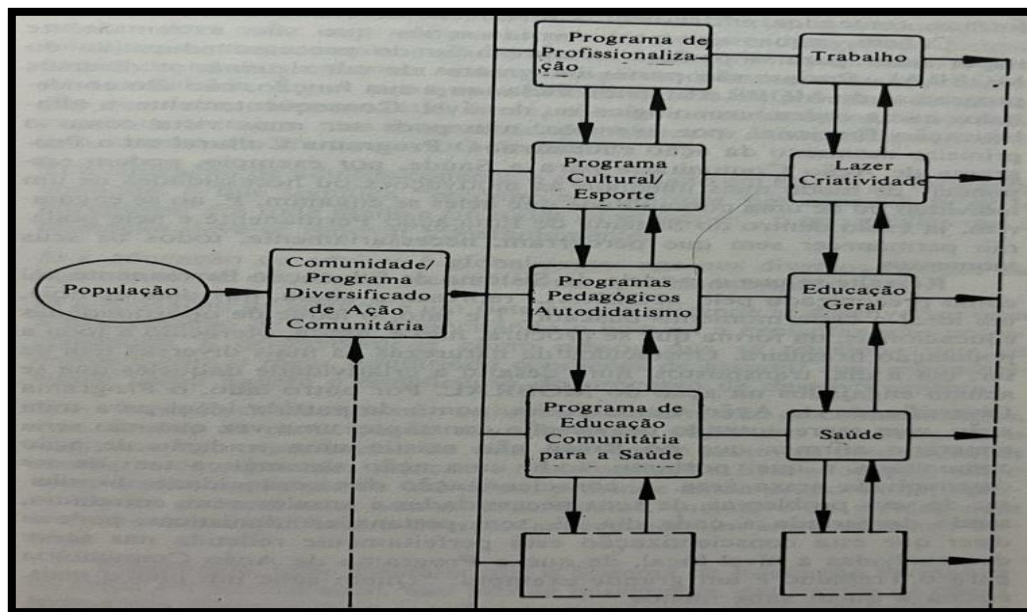 Programa de
Profissionaliza
ção
Trabalho
Programa
Cultural/
Esporte
Lazer
Criatividade
População
Comunidade/
Programa
Diversificado
de Ação
Comunitária
Programas
Pedagógicos
Autodidatismo
Educação
Geral
Programa de
Educação
Comunitária
para a Saúde
Saúde